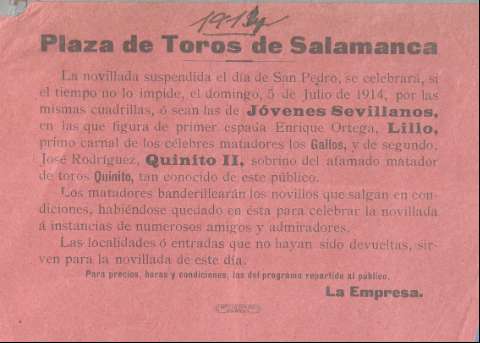 Plaza de Toros de Salamanca
La novillada suspendida el día de San Pedro, se celebrará, si
el tiempo no lo impide, el domingo, 5 de Julio de 1914, por las
mismas cuadrillas, ó sean las de Jóvenes Sevillanos,
en las que figura de primer espada Enrique Ortega, Lillo,
primo carnal de los célebres matadores los Gallos, y de segundo,
José Rodríguez, Quinito II, sobrino del afamado matador
de toros Quinito, tan conocido de este público.
Los matadores banderillearán los novillos que salgan en con-
diciones, habiéndose quedado en ésta para celebrar la novillada
á instancias de numerosos amigos y admiradores.
Las localidades ó entradas que no hayan sido devueltas, sir-
ven para la novillada de este día.
Para precios, horas y condiciones, las del programa repartido al público.
La Empresa.